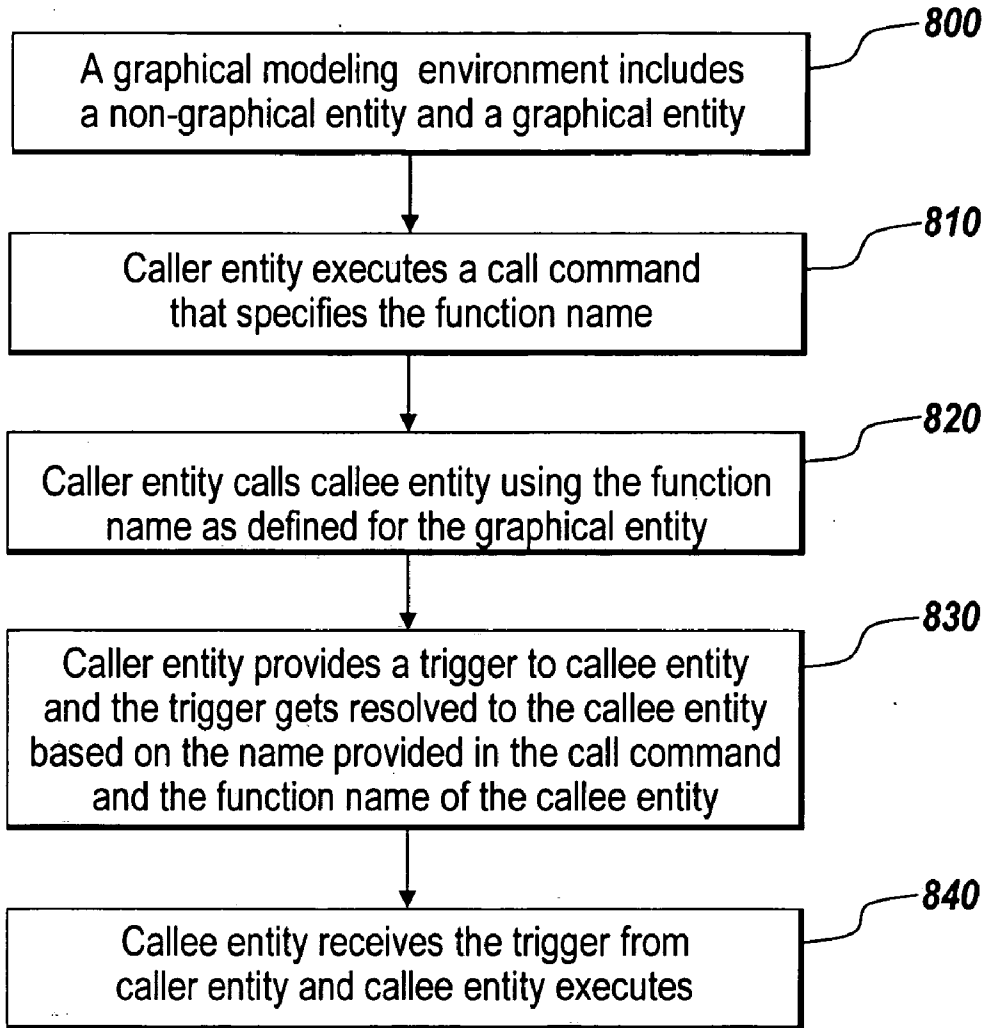 800
A graphical modeling environment includes
a non-graphical entity and a graphical entity
810
Caller entity executes a call command
that specifies the function name
820
Caller entity calls callee entity using the function
name as defined for the graphical entity
830
Caller entity provides a trigger to callee entity
and the trigger gets resolved to the callee entity
based on the name provided in the call command
and the function name of the callee entity
840
Callee entity receives the trigger from
caller entity and callee entity executes